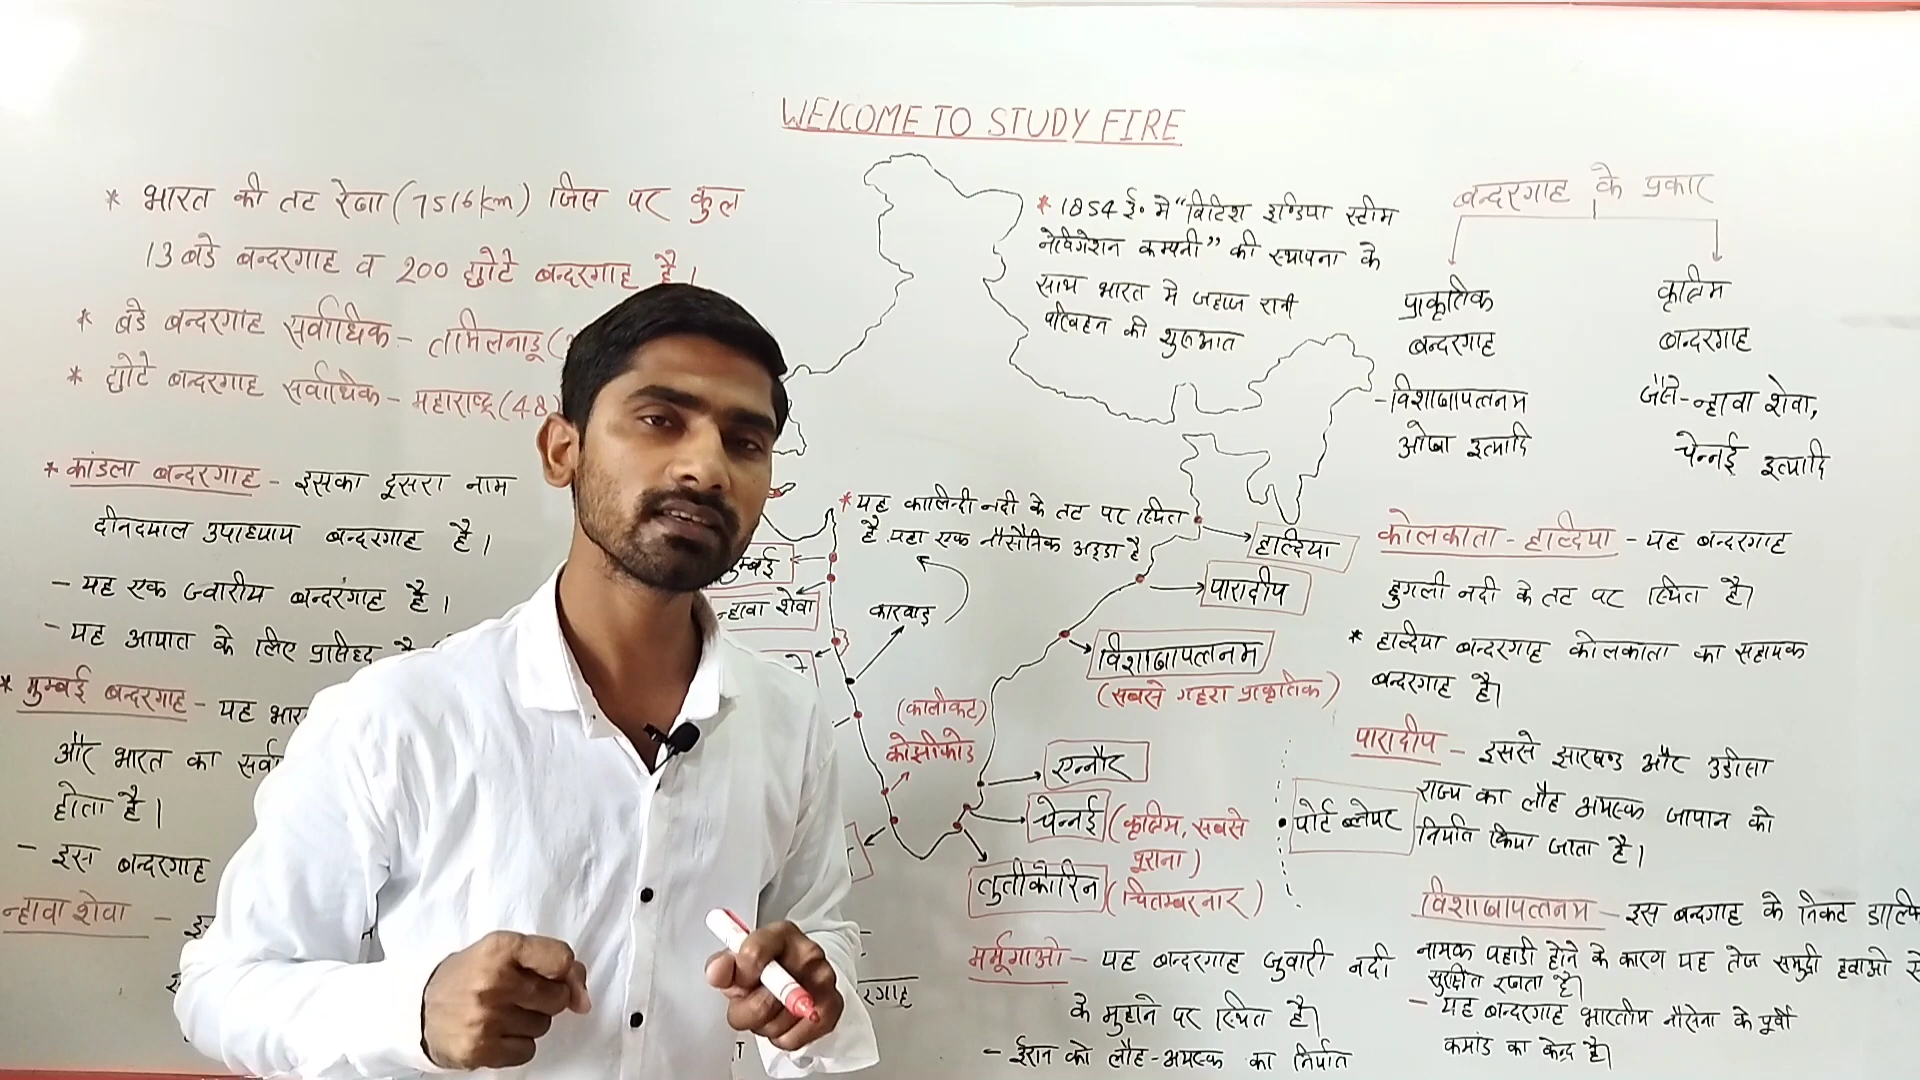 WELCOME TO STUDY FIRE
* भारत की तट रेखा (7516km) जिस पर कुल
13 बडे बन्दरगाह व 200 छोटे बन्दरगाह है।
* बडे बन्दरगाह सर्वाधिक - तमिलनाडू (
* छोटे बन्दरगाह सर्वाधिक - महाराष्ट्र (48)
* कांडला बन्दरगाह - इसका दूसरा नाम
दीनदयाल उपाध्याय बन्दरगाह है।
- यह एक ज्वारीय बन्दरगाह है।
- यह आयात के लिए प्रसिध्द है
* मुम्बई बन्दरगाह - यह भार
और भारत का सर्वा
होता है।
- इस बन्दरगाह
न्हावा शेवा -
* 1854 ई॰ मे "ब्रिटिश इण्डिया स्टीम
नेविगेशन कम्पनी" की स्थापना के
साथ भारत मे जहाज रानी
परिवहन की शुरूआत
* यह कालिन्दी नदी के तट पर स्थित
है यहा एक नौसैनिक अड्डा है
मुम्बई
न्हावा शेवा
कारवाड़
(कालीकट)
कोझीकोड
हाल्दिया
पारादीप
विशाखापत्तनम
(सबसे गहरा प्राकृतिक)
एन्नौर
चेन्नई (कृत्रिम, सबसे
पुराना)
तुतीकोरिन (चितम्बरनार)
पोर्ट ब्लेयर
मर्मूगाओ - यह बन्दरगाह जुवारी नदी
के मुहाने पर स्थित है।
- ईरान को लौह-अयस्क का निर्यात
रगाह
बन्दरगाह के प्रकार
प्राकृतिक
बन्दरगाह
- विशाखापत्तनम
ओखा इत्यादि
कृत्रिम
बन्दरगाह
जैसे - न्हावा शेवा,
चेन्नई इत्यादि
कोलकाता - हाल्दिया - यह बन्दरगाह
हुगली नदी के तट पर स्थित है।
* हाल्दिया बन्दरगाह कोलकाता का सहायक
बन्दरगाह है।
पारादीप - इससे झारखण्ड और उडीसा
राज्य का लौह अयस्क जापान को
निर्यात किया जाता है।
विशाखापत्तनम - इस बन्दगाह के निकट डाल्फि
नामक पहाडी होने के कारण यह तेज समुद्री हवाओ से
सुरक्षित रखता है।
- यह बन्दरगाह भारतीय नौसेना के पूर्वी
कमांड का केन्द्र है।